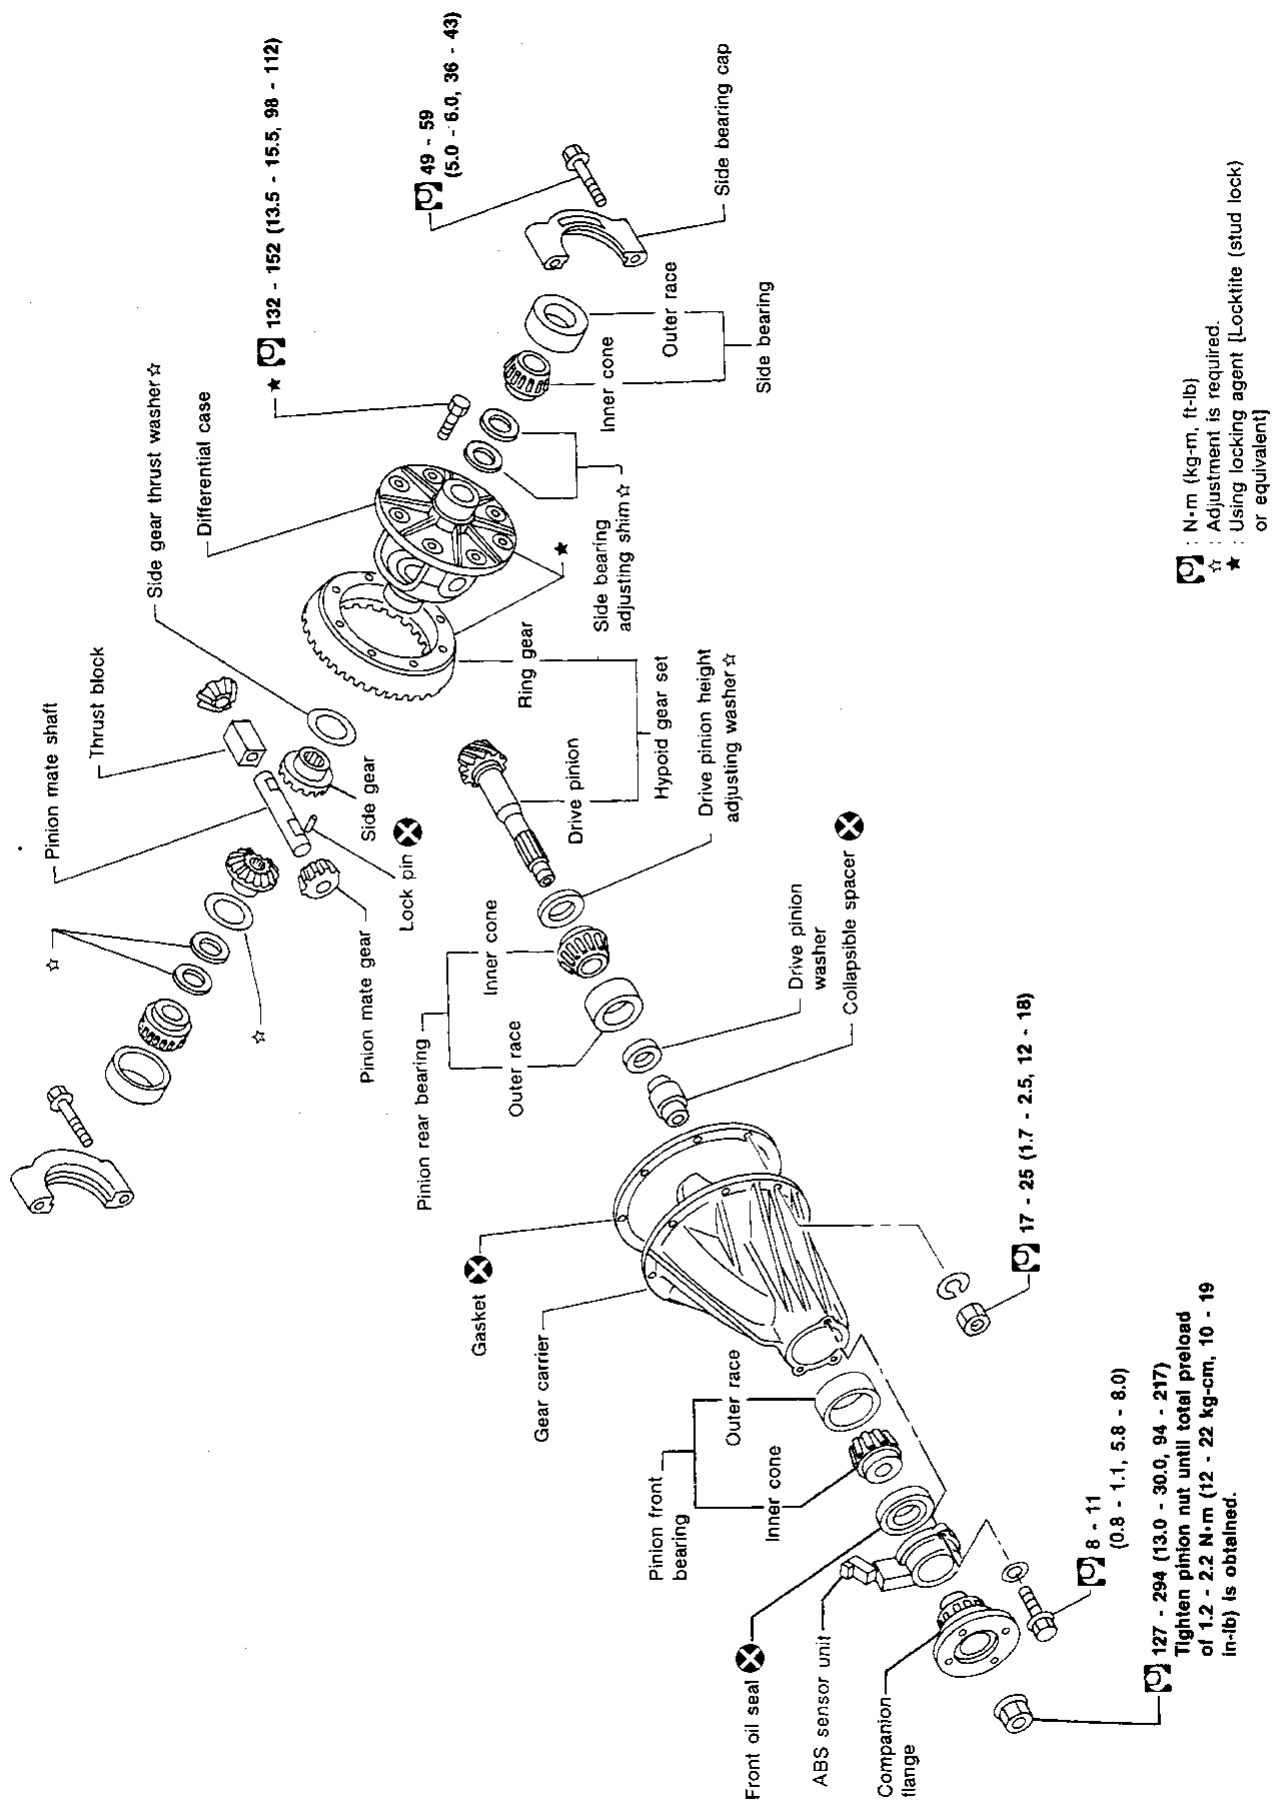 Pinion mate shaft
Thrust block
Side gear thrust washer☆
Differential case
★ 132 - 152 (13.5 - 15.5, 98 - 112)
49 - 59
(5.0 - 6.0, 36 - 43)
Side bearing cap
☆
☆
Side gear
Lock pin
Pinion mate gear
Ring gear
Drive pinion
Hypoid gear set
★
Side bearing
adjusting shim☆
Inner cone
Outer race
Side bearing
Pinion rear bearing
Inner cone
Outer race
Drive pinion height
adjusting washer☆
Drive pinion
washer
Collapsible spacer
Gasket
Gear carrier
17 - 25 (1.7 - 2.5, 12 - 18)
Pinion front
bearing
Outer race
Inner cone
Front oil seal
ABS sensor unit
Companion
flange
8 - 11
(0.8 - 1.1, 5.8 - 8.0)
127 - 294 (13.0 - 30.0, 94 - 217)
Tighten pinion nut until total preload
of 1.2 - 2.2 N•m (12 - 22 kg-cm, 10 - 19
in-lb) is obtained.
: N•m (kg-m, ft-lb)
☆ : Adjustment is required.
★ : Using locking agent [Locktite (stud lock)
or equivalent]